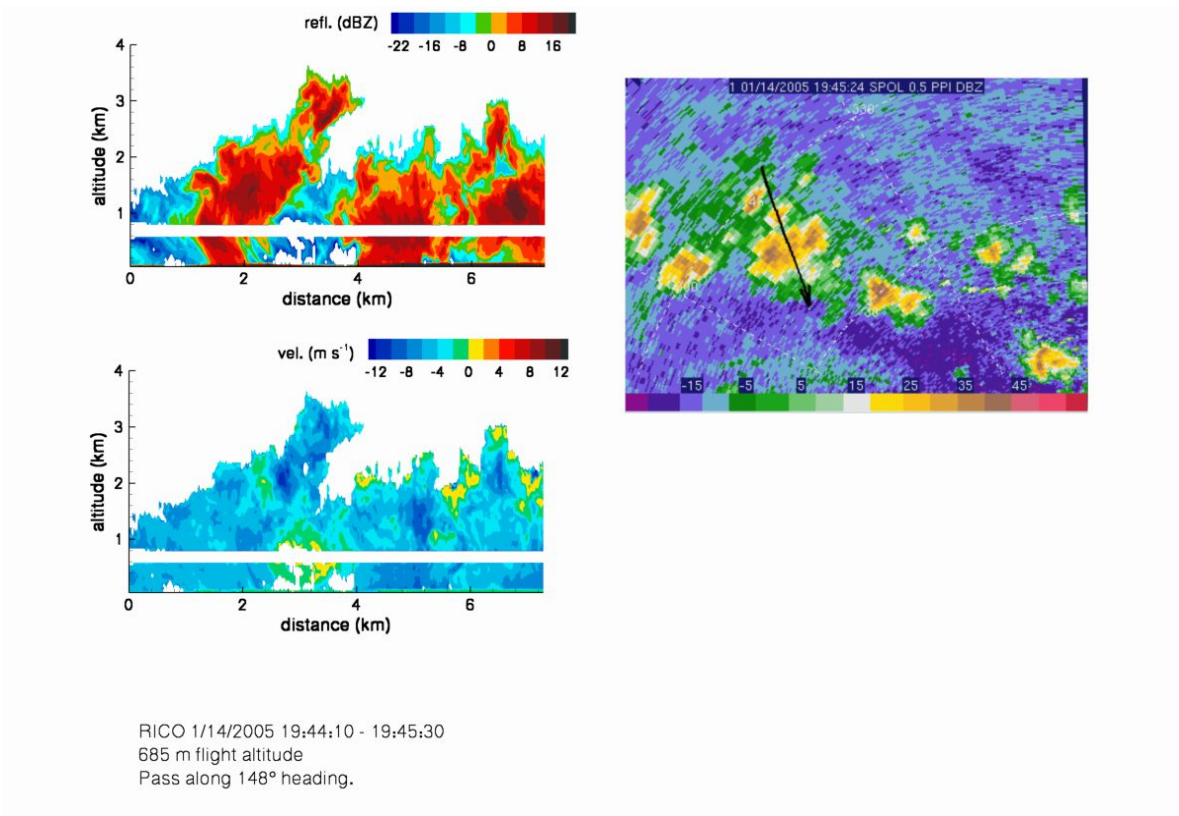 refl. (dBZ)
-22 -16 -8 0 8 16
4
3
2
1
altitude (km)
0 2 4 6
distance (km)
vel. (m s⁻¹)
-12 -8 -4 0 4 8 12
4
3
2
1
altitude (km)
0 2 4 6
distance (km)
1 01/14/2005 19:45:24 SPOL 0.5 PPI DBZ
330
-15 -5 5 15 25 35 45
RICO 1/14/2005 19:44:10 - 19:45:30
685 m flight altitude
Pass along 148° heading.